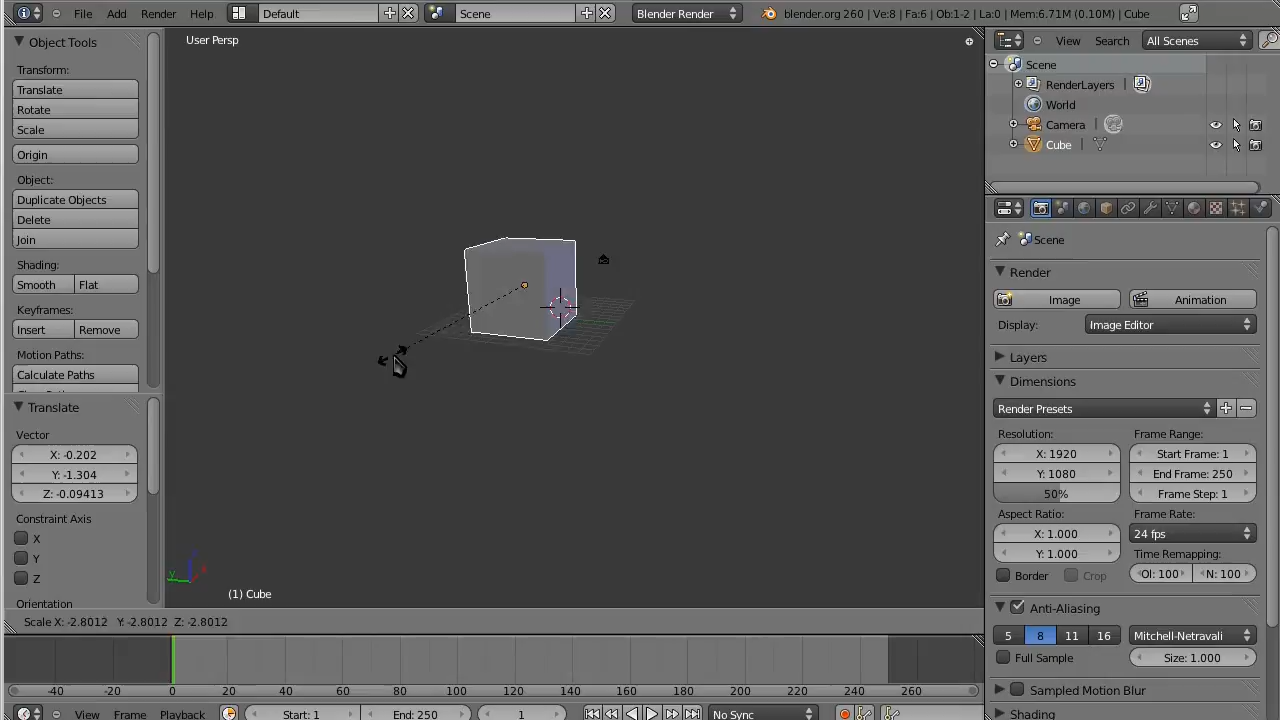 File Add Render Help Default Scene Blender Render blender.org 260 | Ve:8 | Fa:6 | Ob:1-2 | La:0 | Mem:6.71M (0.10M) | Cube
Object Tools
Transform:
Translate
Rotate
Scale
Origin
Object:
Duplicate Objects
Delete
Join
Shading:
Smooth Flat
Keyframes:
Insert Remove
Motion Paths:
Calculate Paths
Translate
Vector
X: -0.202
Y: -1.304
Z: -0.09413
Constraint Axis
X
Y
Z
Orientation
User Persp
(1) Cube
Scale X: -2.8012 Y: -2.8012 Z: -2.8012
-40 -20 0 20 40 60 80 100 120 140 160 180 200 220 240 260
View Frame Playback Start: 1 End: 250 1 No Sync
View Search All Scenes
Scene
RenderLayers
World
Camera
Cube
Scene
Render
Image Animation
Display: Image Editor
Layers
Dimensions
Render Presets
Resolution: Frame Range:
X: 1920 Start Frame: 1
Y: 1080 End Frame: 250
50% Frame Step: 1
Aspect Ratio: Frame Rate:
X: 1.000 24 fps
Y: 1.000 Time Remapping:
Border Crop Ol: 100 N: 100
Anti-Aliasing
5 8 11 16 Mitchell-Netravali
Full Sample Size: 1.000
Sampled Motion Blur
Shading